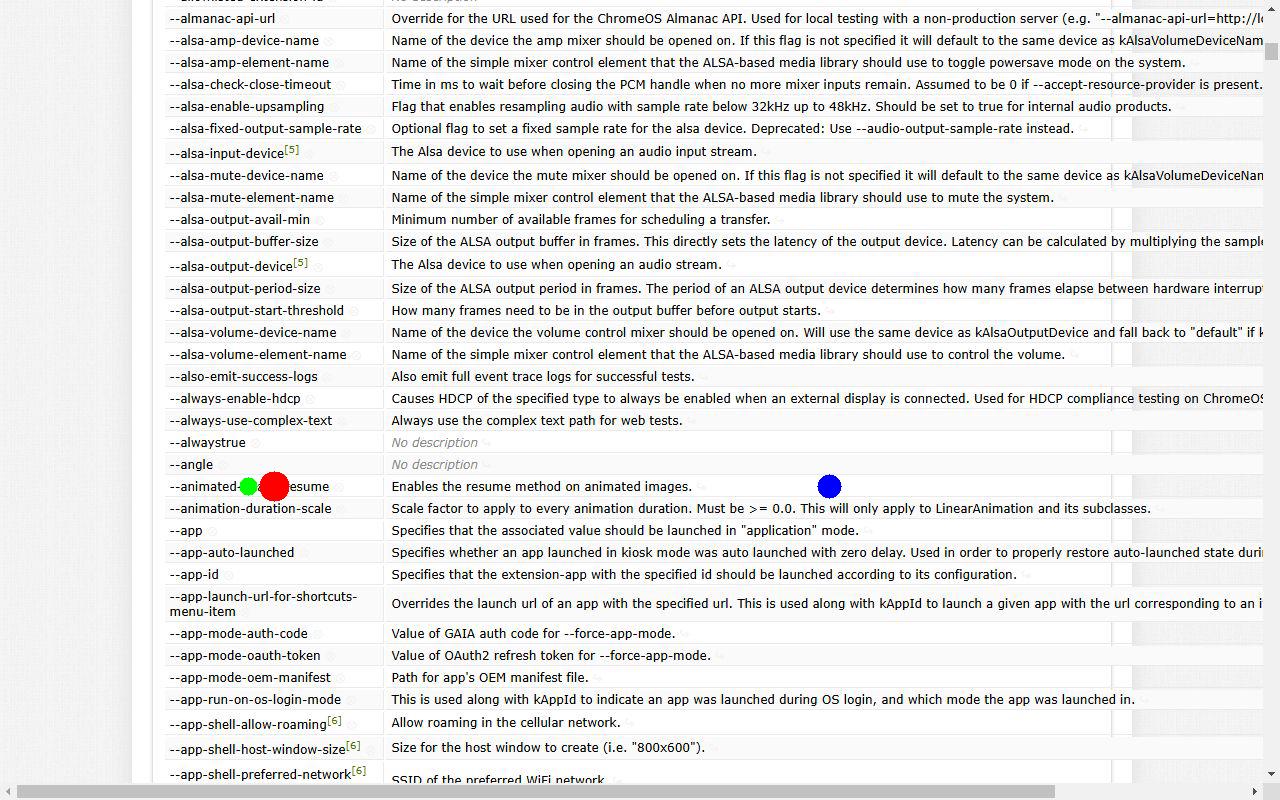 --almanac-api-url Override for the URL used for the ChromeOS Almanac API. Used for local testing with a non-production server (e.g. "--almanac-api-url=http://
--alsa-amp-device-name Name of the device the amp mixer should be opened on. If this flag is not specified it will default to the same device as kAlsaVolumeDeviceNam
--alsa-amp-element-name Name of the simple mixer control element that the ALSA-based media library should use to toggle powersave mode on the system.
--alsa-check-close-timeout Time in ms to wait before closing the PCM handle when no more mixer inputs remain. Assumed to be 0 if --accept-resource-provider is present.
--alsa-enable-upsampling Flag that enables resampling audio with sample rate below 32kHz up to 48kHz. Should be set to true for internal audio products.
--alsa-fixed-output-sample-rate Optional flag to set a fixed sample rate for the alsa device. Deprecated: Use --audio-output-sample-rate instead.
--alsa-input-device[5] The Alsa device to use when opening an audio input stream.
--alsa-mute-device-name Name of the device the mute mixer should be opened on. If this flag is not specified it will default to the same device as kAlsaVolumeDeviceNam
--alsa-mute-element-name Name of the simple mixer control element that the ALSA-based media library should use to mute the system.
--alsa-output-avail-min Minimum number of available frames for scheduling a transfer.
--alsa-output-buffer-size Size of the ALSA output buffer in frames. This directly sets the latency of the output device. Latency can be calculated by multiplying the sample
--alsa-output-device[5] The Alsa device to use when opening an audio stream.
--alsa-output-period-size Size of the ALSA output period in frames. The period of an ALSA output device determines how many frames elapse between hardware interrup
--alsa-output-start-threshold How many frames need to be in the output buffer before output starts.
--alsa-volume-device-name Name of the device the volume control mixer should be opened on. Will use the same device as kAlsaOutputDevice and fall back to "default" if k
--alsa-volume-element-name Name of the simple mixer control element that the ALSA-based media library should use to control the volume.
--also-emit-success-logs Also emit full event trace logs for successful tests.
--always-enable-hdcp Causes HDCP of the specified type to always be enabled when an external display is connected. Used for HDCP compliance testing on ChromeOS
--always-use-complex-text Always use the complex text path for web tests.
--alwaystrue No description
--angle No description
--animated- esume Enables the resume method on animated images.
--animation-duration-scale Scale factor to apply to every animation duration. Must be >= 0.0. This will only apply to LinearAnimation and its subclasses.
--app Specifies that the associated value should be launched in "application" mode.
--app-auto-launched Specifies whether an app launched in kiosk mode was auto launched with zero delay. Used in order to properly restore auto-launched state duri
--app-id Specifies that the extension-app with the specified id should be launched according to its configuration.
--app-launch-url-for-shortcuts-
menu-item Overrides the launch url of an app with the specified url. This is used along with kAppId to launch a given app with the url corresponding to an i
--app-mode-auth-code Value of GAIA auth code for --force-app-mode.
--app-mode-oauth-token Value of OAuth2 refresh token for --force-app-mode.
--app-mode-oem-manifest Path for app's OEM manifest file.
--app-run-on-os-login-mode This is used along with kAppId to indicate an app was launched during OS login, and which mode the app was launched in.
--app-shell-allow-roaming[6] Allow roaming in the cellular network.
--app-shell-host-window-size[6] Size for the host window to create (i.e. "800x600").
--app-shell-preferred-network[6] SSID of the preferred WiFi network.